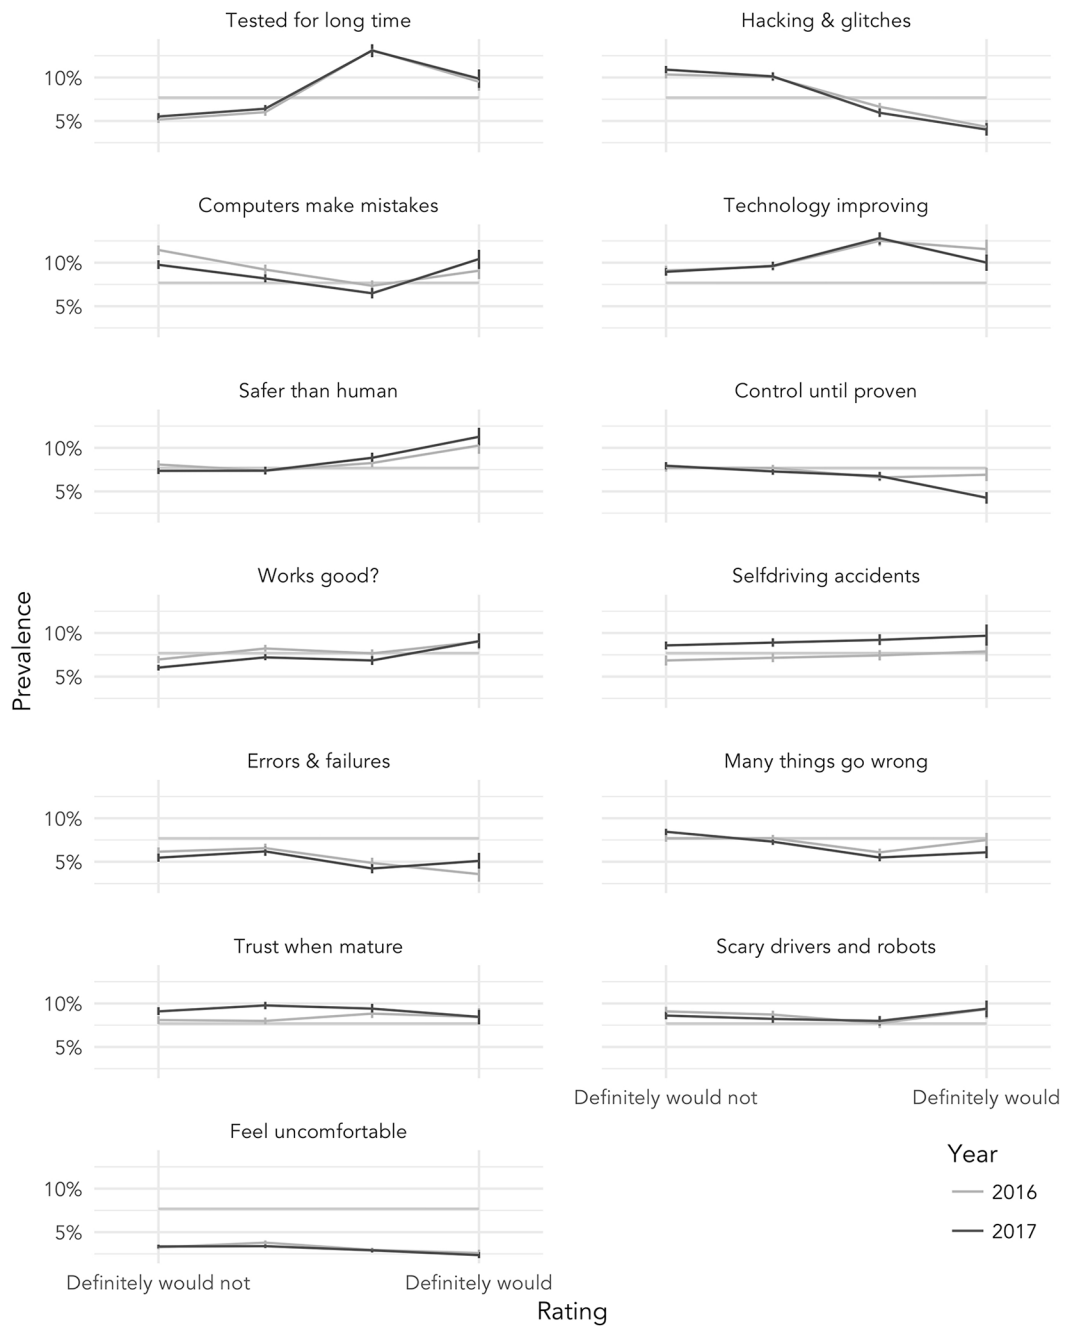 Tested for long time
Hacking & glitches
10%
5%
Computers make mistakes
Technology improving
10%
5%
Safer than human
Control until proven
10%
5%
Works good?
Selfdriving accidents
10%
5%
Prevalence
Errors & failures
Many things go wrong
10%
5%
Trust when mature
Scary drivers and robots
10%
5%
Definitely would not
Definitely would
Feel uncomfortable
Year
10%
2016
5%
2017
Definitely would not
Definitely would
Rating